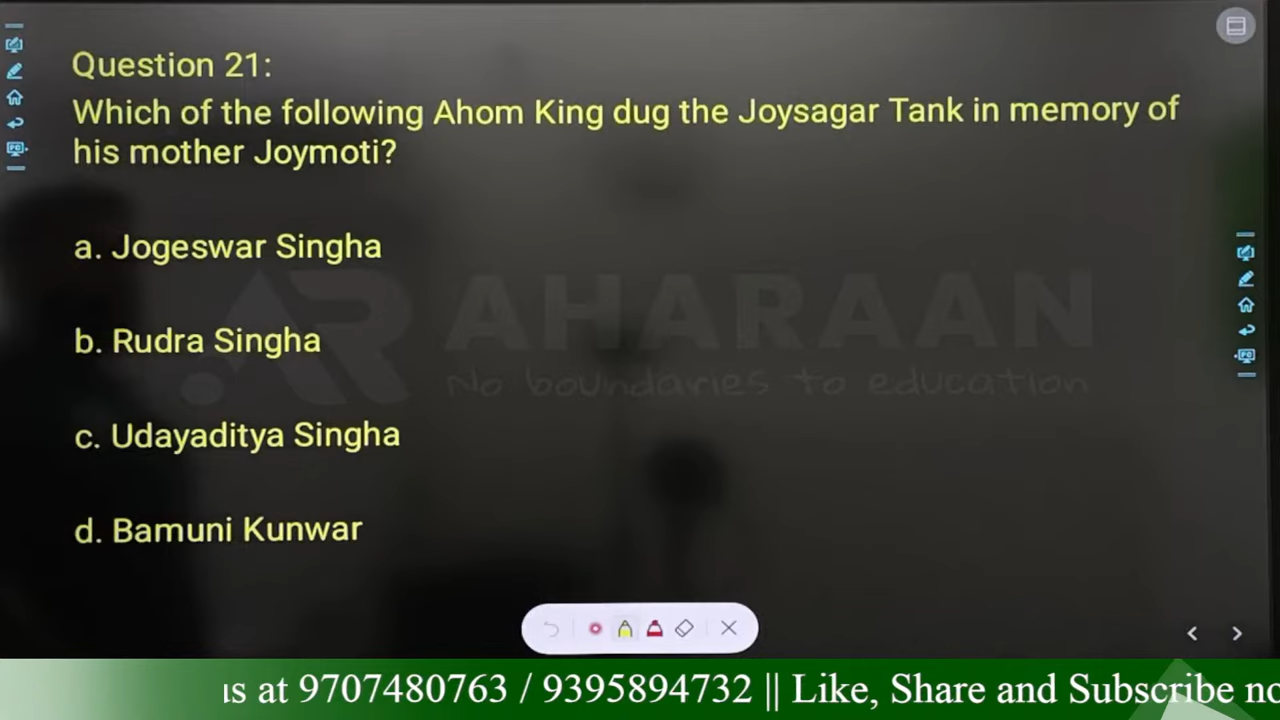 Question 21:
Which of the following Ahom King dug the Joysagar Tank in memory of
his mother Joymoti?
a. Jogeswar Singha
AHARAAN
b. Rudra Singha
No boundaries to education
c. Udayaditya Singha
d. Bamuni Kunwar
at 9707480763 / 9395894732 || Like, Share and Subscribe